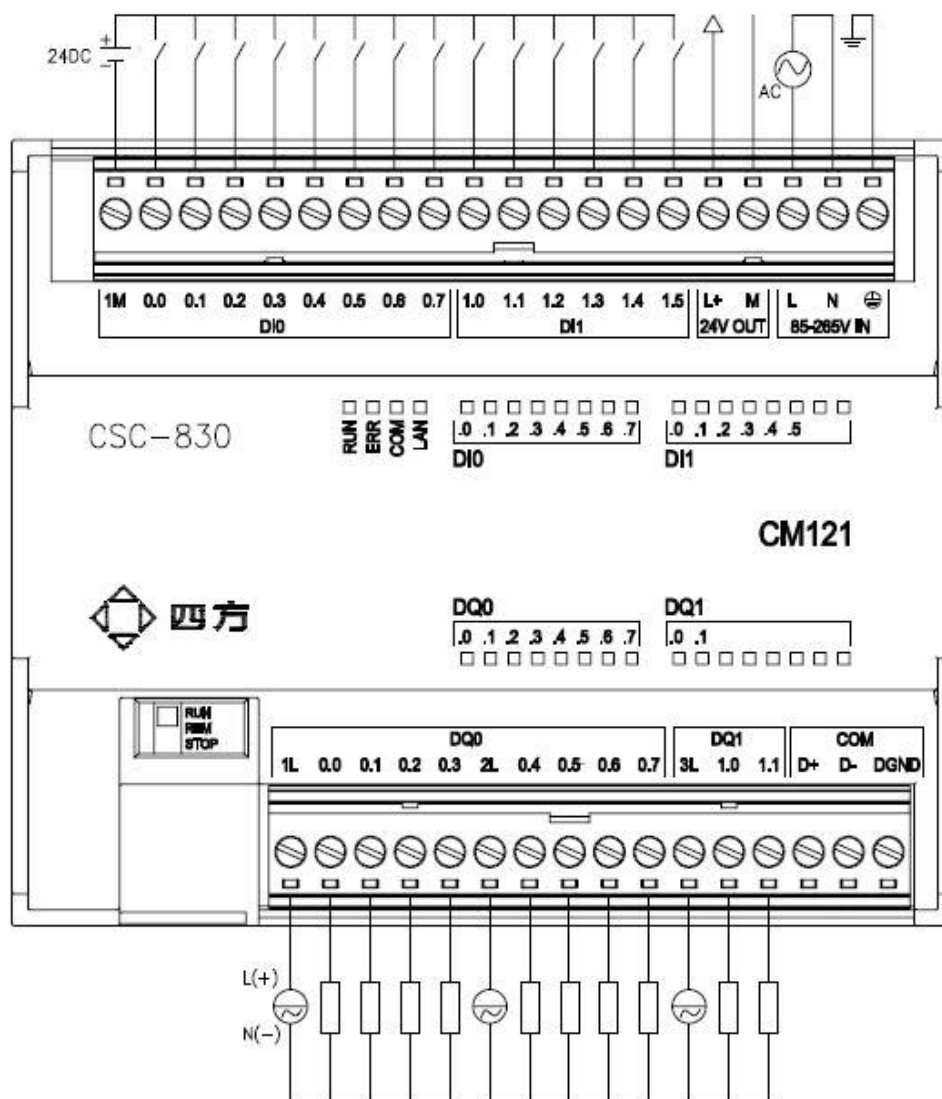 24DC
+
−
AC
1M 0.0 0.1 0.2 0.3 0.4 0.5 0.6 0.7 1.0 1.1 1.2 1.3 1.4 1.5 L+ M L N
DI0 DI1 24V OUT 85-265V IN
CSC-830
RUN ERR COM LAN
.0 .1 .2 .3 .4 .5 .6 .7 .0 .1 .2 .3 .4 .5
DI0 DI1
CM121
四方
DQ0 DQ1
.0 .1 .2 .3 .4 .5 .6 .7 .0 .1
RUN
REM
STOP
DQ0 DQ1 COM
1L 0.0 0.1 0.2 0.3 2L 0.4 0.5 0.6 0.7 3L 1.0 1.1 D+ D- DGND
L(+)
N(−)